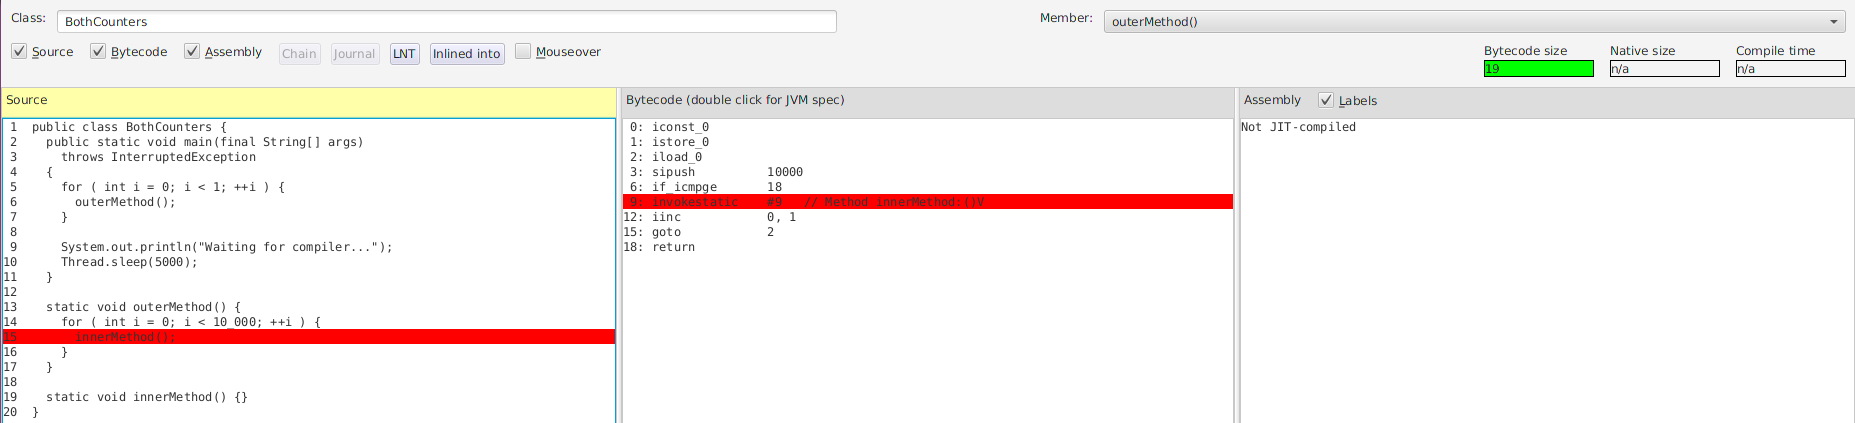 Class: BothCounters Member: outerMethod()
Source Bytecode Assembly Chain Journal LNT Inlined into Mouseover Bytecode size Native size Compile time
19 n/a n/a
Source
1 public class BothCounters {
2 public static void main(final String[] args)
3 throws InterruptedException
4 {
5 for ( int i = 0; i < 1; ++i ) {
6 outerMethod();
7 }
8
9 System.out.println("Waiting for compiler...");
10 Thread.sleep(5000);
11 }
12
13 static void outerMethod() {
14 for ( int i = 0; i < 10_000; ++i ) {
15 innerMethod();
16 }
17 }
18
19 static void innerMethod() {}
20 }
Bytecode (double click for JVM spec)
0: iconst_0
1: istore_0
2: iload_0
3: sipush 10000
6: if_icmpge 18
9: invokestatic #9 // Method innerMethod:()V
12: iinc 0, 1
15: goto 2
18: return
Assembly Labels
Not JIT-compiled